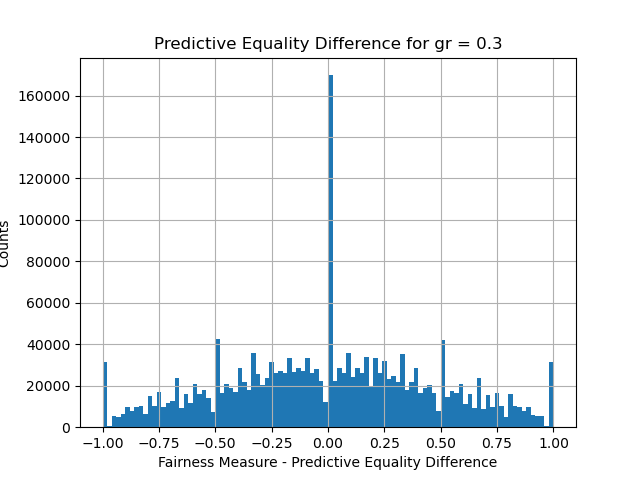 Predictive Equality Difference for gr = 0.3
160000
140000
120000
100000
80000
60000
40000
20000
0
Counts
−1.00 −0.75 −0.50 −0.25 0.00 0.25 0.50 0.75 1.00
Fairness Measure - Predictive Equality Difference